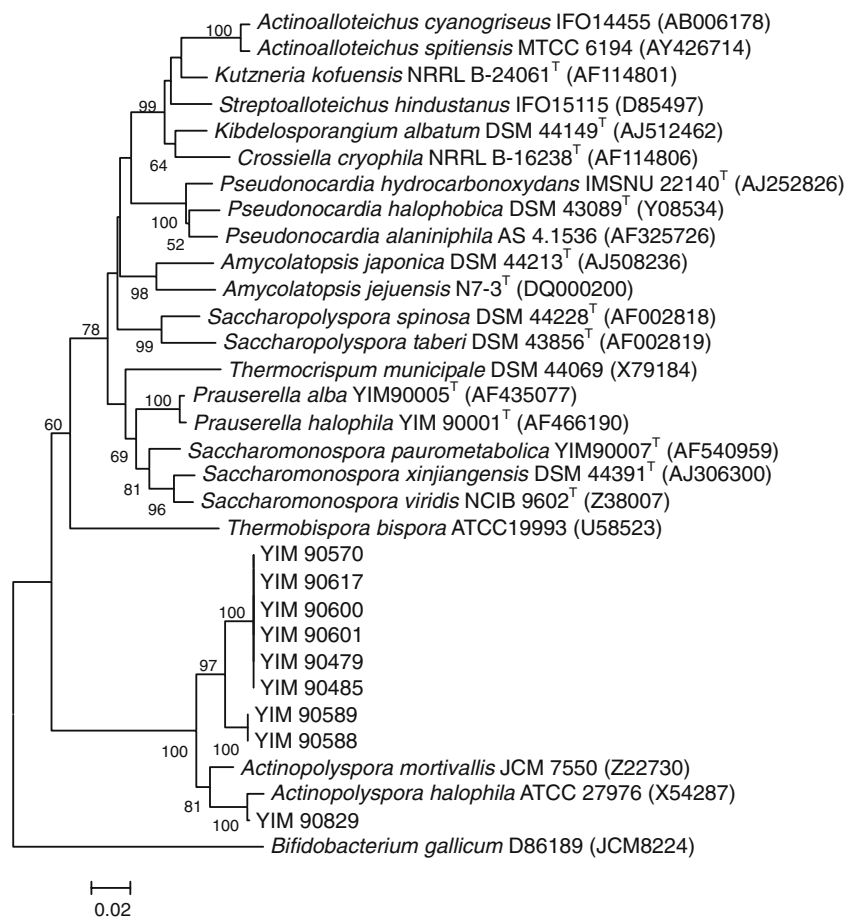 100 Actinoalloteichus cyanogriseus IFO14455 (AB006178)
Actinoalloteichus spitiensis MTCC 6194 (AY426714)
Kutzneria kofuensis NRRL B-24061T (AF114801)
99 Streptoalloteichus hindustanus IFO15115 (D85497)
Kibdelosporangium albatum DSM 44149T (AJ512462)
64 Crossiella cryophila NRRL B-16238T (AF114806)
Pseudonocardia hydrocarbonoxydans IMSNU 22140T (AJ252826)
100 Pseudonocardia halophobica DSM 43089T (Y08534)
52 Pseudonocardia alaniniphila AS 4.1536 (AF325726)
Amycolatopsis japonica DSM 44213T (AJ508236)
98 Amycolatopsis jejuensis N7-3T (DQ000200)
78 Saccharopolyspora spinosa DSM 44228T (AF002818)
99 Saccharopolyspora taberi DSM 43856T (AF002819)
Thermocrispum municipale DSM 44069 (X79184)
100 Prauserella alba YIM90005T (AF435077)
60 Prauserella halophila YIM 90001T (AF466190)
69 Saccharomonospora paurometabolica YIM90007T (AF540959)
81 Saccharomonospora xinjiangensis DSM 44391T (AJ306300)
96 Saccharomonospora viridis NCIB 9602T (Z38007)
Thermobispora bispora ATCC19993 (U58523)
YIM 90570
YIM 90617
100 YIM 90600
YIM 90601
97 YIM 90479
YIM 90485
YIM 90589
100 100 YIM 90588
Actinopolyspora mortivallis JCM 7550 (Z22730)
81 Actinopolyspora halophila ATCC 27976 (X54287)
100 YIM 90829
Bifidobacterium gallicum D86189 (JCM8224)
0.02